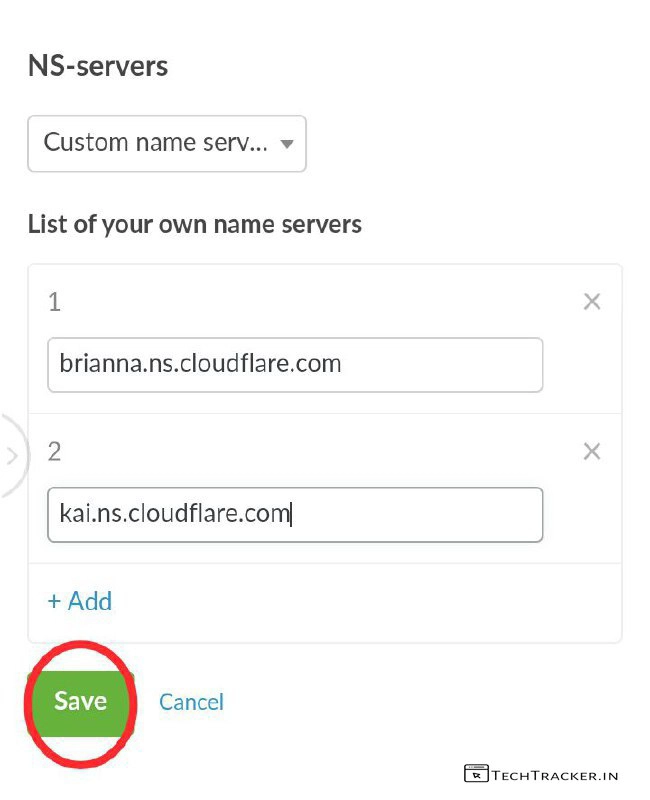 NS-servers
Custom name serv...
List of your own name servers
1
brianna.ns.cloudflare.com
2
kai.ns.cloudflare.com
+ Add
Save Cancel
TECHTRACKER.IN